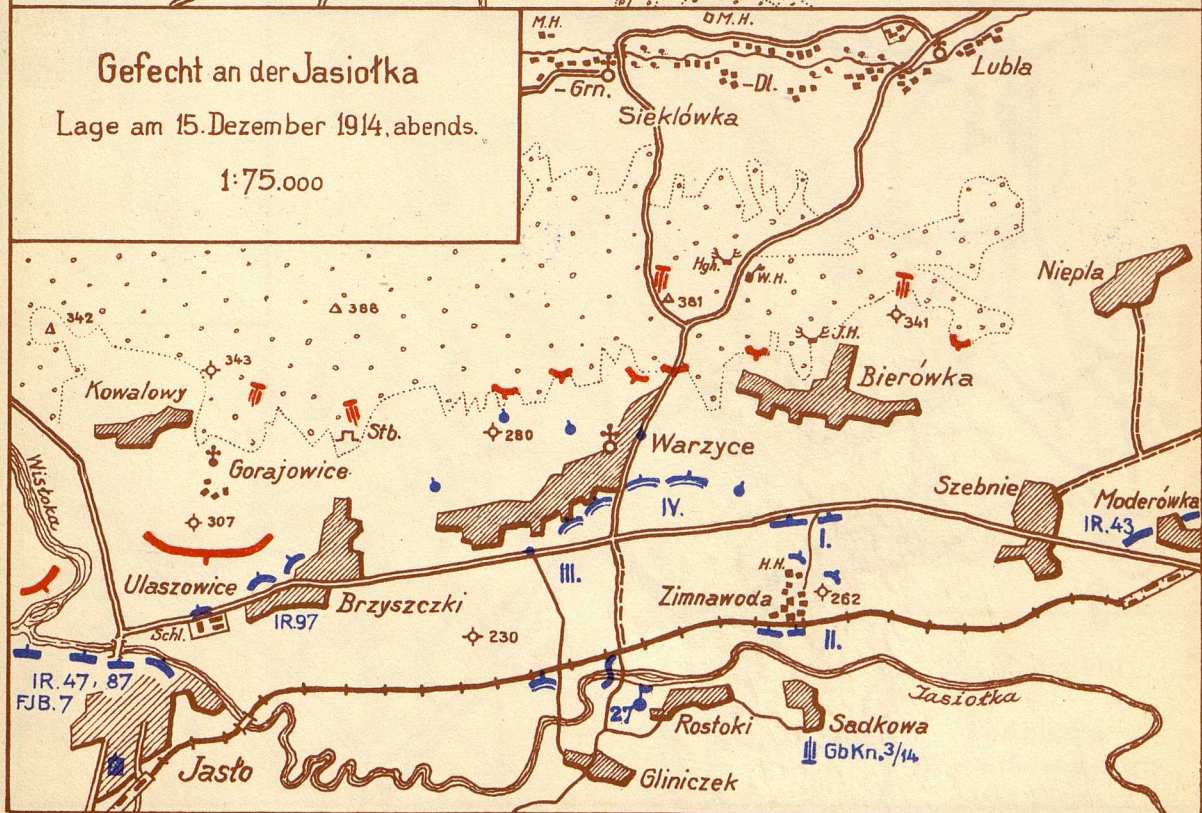 Gefecht an der Jasiołka
Lage am 15. Dezember 1914, abends.
1:75.000
M.H.
M.H.
-Grn.
-Dl.
Lubla
Sieklówka
Hgh.
W.H.
381
341
J.H.
Niepla
342
388
343
Kowalowy
Stb.
280
Bierówka
Warzyce
Gorajowice
Wisłoka
307
IV.
Szebnie
Moderówka
IR.43
I.
III.
H.H.
Ulaszowice
Brzyszczki
Zimnawoda
262
Schl.
IR.97
230
II.
IR.47, 87
FJB.7
27
Rostoki
Sadkowa
Jasiołka
GbKn.3/14
Jasło
Gliniczek